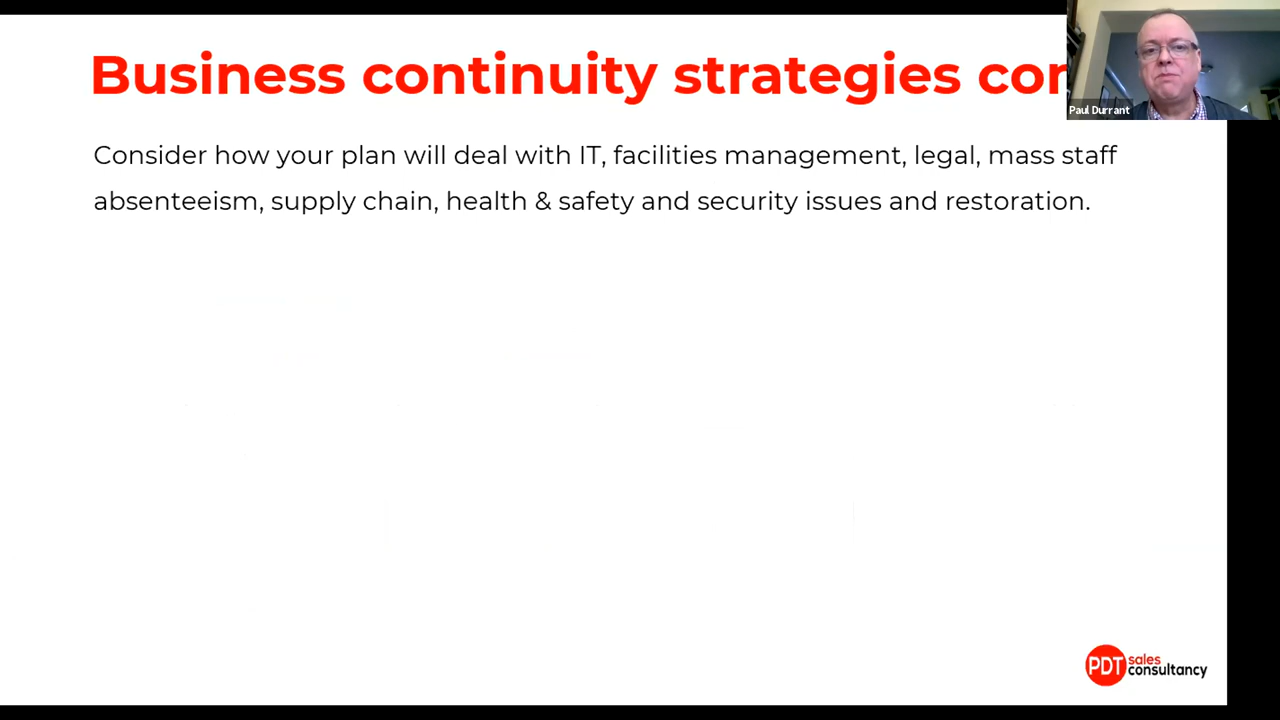 Business continuity strategies con
Paul Durrant
Consider how your plan will deal with IT, facilities management, legal, mass staff
absenteeism, supply chain, health & safety and security issues and restoration.
PDT sales
consultancy